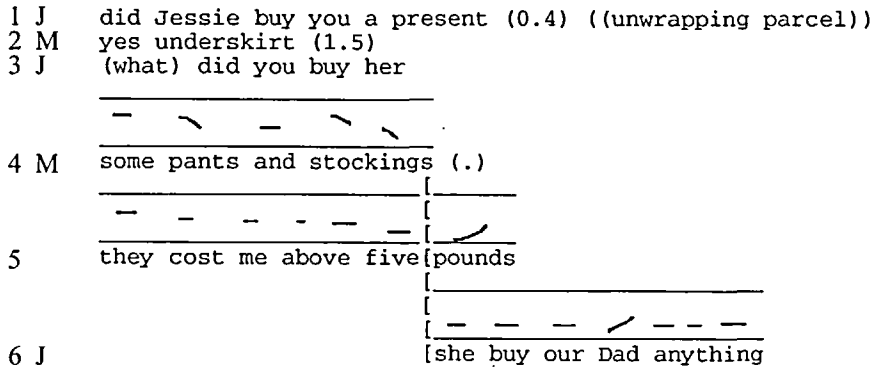 1 J did Jessie buy you a present (0.4) ((unwrapping parcel))
2 M yes underskirt (1.5)
3 J (what) did you buy her
4 M some pants and stockings (.)
5 they cost me above five[pounds
6 J [she buy our Dad anything